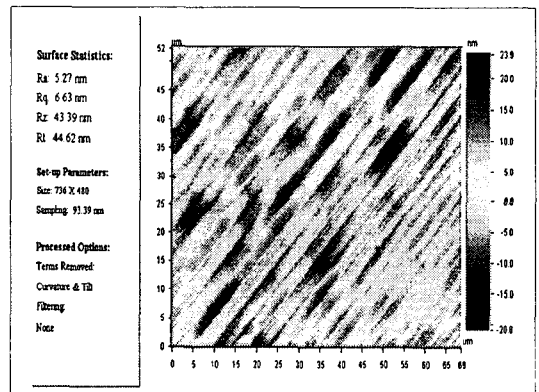 Surface Statistics:
Ra: 5.27 nm
Rq: 6.63 nm
Rz: 43.39 nm
Rt: 44.62 nm
Set-up Parameters:
Size: 736 X 480
Sampling: 93.39 nm
Processed Options:
Terms Removed:
Curvature & Tilt
Filtering:
None
um
52
45
40
35
30
25
20
15
10
5
0
0 5 10 15 20 25 30 35 40 45 50 55 60 65 69
um
nm
23.9
20.0
15.0
10.0
5.0
0.0
-5.0
-10.0
-15.0
-20.8